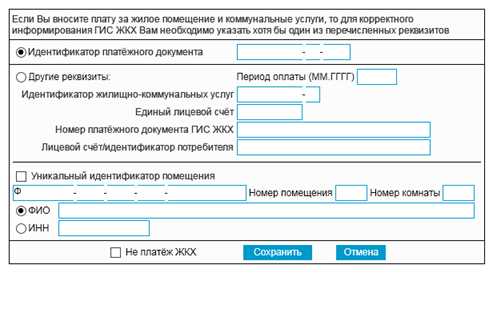 Если Вы вносите плату за жилое помещение и коммунальные услуги, то для корректного
информирования ГИС ЖКХ Вам необходимо указать хотя бы один из перечисленных реквизитов
Идентификатор платёжного документа - -
Другие реквизиты: Период оплаты (ММ.ГГГГ)
Идентификатор жилищно-коммунальных услуг -
Единый лицевой счёт
Номер платёжного документа ГИС ЖКХ
Лицевой счёт/идентификатор потребителя
Уникальный идентификатор помещения
Ф - - - - Номер помещения Номер комнаты
ФИО
ИНН
Не платёж ЖКХ Сохранить Отмена